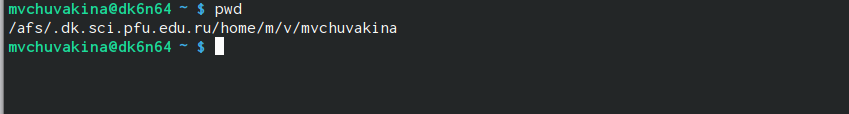 mvchuvakina@dk6n64 ~ $ pwd
/afs/.dk.sci.pfu.edu.ru/home/m/v/mvchuvakina
mvchuvakina@dk6n64 ~ $